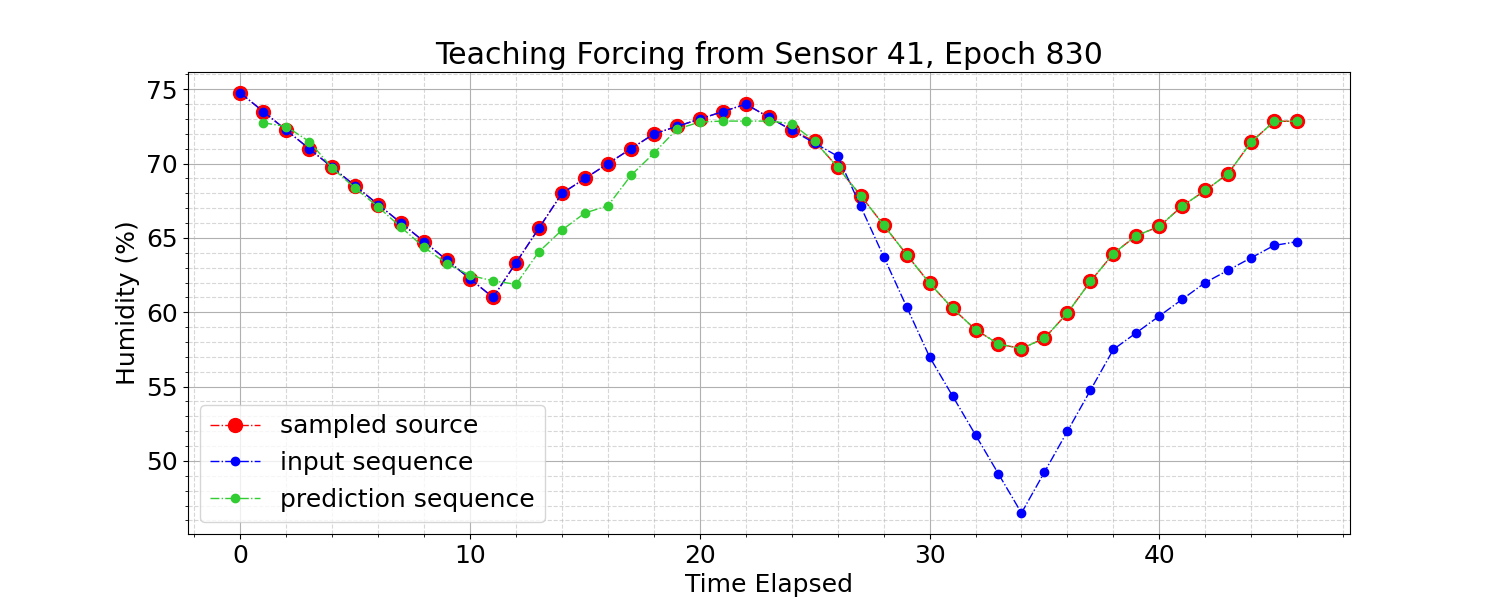 Teaching Forcing from Sensor 41, Epoch 830
Humidity (%)
75
70
65
60
55
50
sampled source
input sequence
prediction sequence
0 10 20 30 40
Time Elapsed